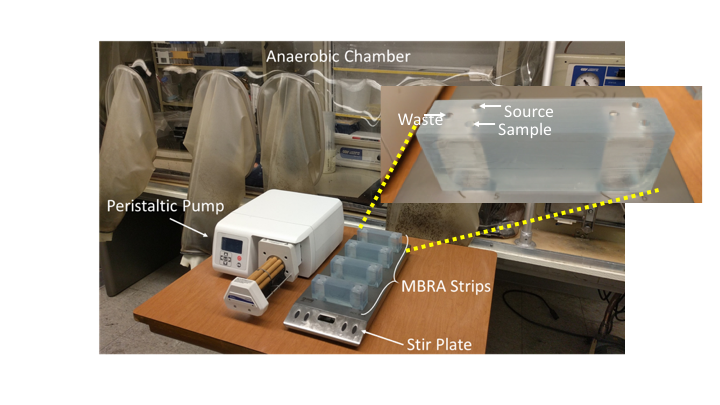 Anaerobic Chamber
Waste
Source
Sample
Peristaltic Pump
MBRA Strips
Stir Plate